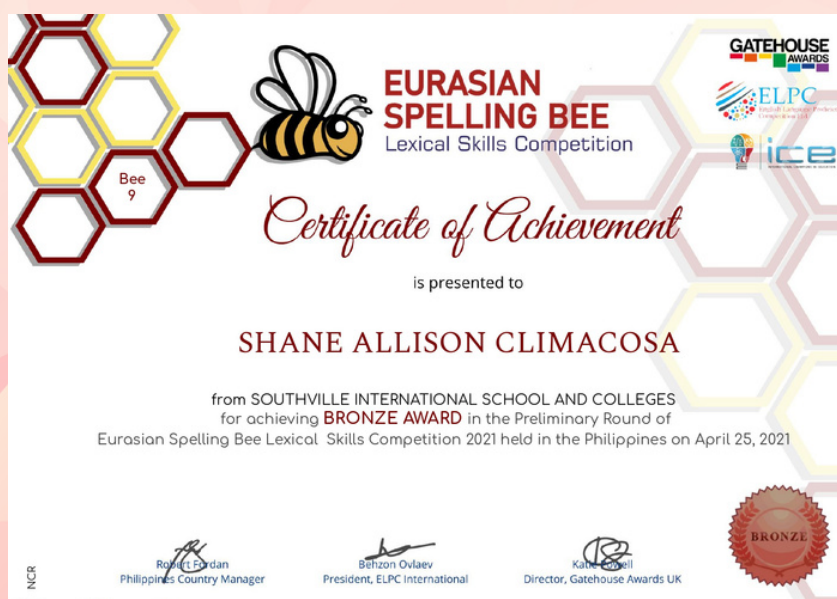 GATEHOUSE
AWARDS
EURASIAN
SPELLING BEE
Lexical Skills Competition
ELPC
ice
Bee
9
Certificate of Achievement
is presented to
SHANE ALLISON CLIMACOSA
from SOUTHVILLE INTERNATIONAL SCHOOL AND COLLEGES
for achieving BRONZE AWARD in the Preliminary Round of
Eurasian Spelling Bee Lexical Skills Competition 2021 held in the Philippines on April 25, 2021
BRONZE
Robert Fordan
Philippines Country Manager
Behzon Ovlaev
President, ELPC International
Katie Powell
Director, Gatehouse Awards UK
NCR